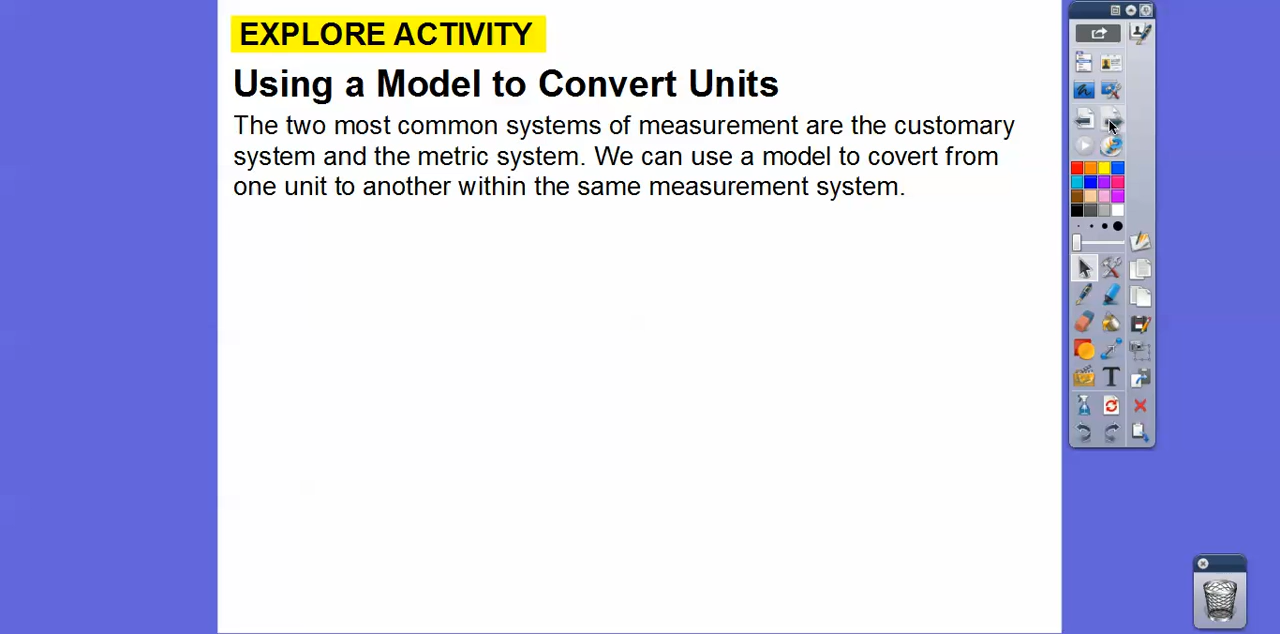 EXPLORE ACTIVITY
Using a Model to Convert Units
The two most common systems of measurement are the customary
system and the metric system. We can use a model to covert from
one unit to another within the same measurement system.
T